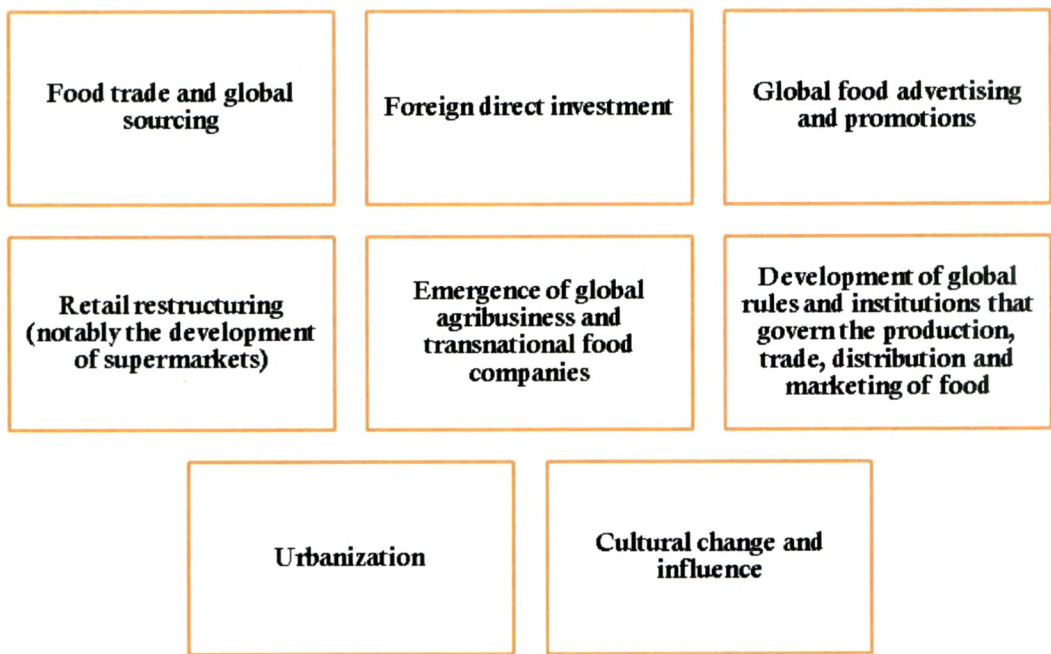 Food trade and global
sourcing
Foreign direct investment
Global food advertising
and promotions
Retail restructuring
(notably the development
of supermarkets)
Emergence of global
agribusiness and
transnational food
companies
Development of global
rules and institutions that
govern the production,
trade, distribution and
marketing of food
Urbanization
Cultural change and
influence